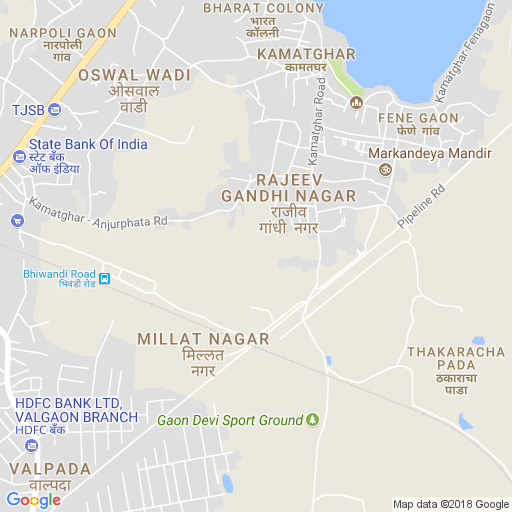 BHARAT COLONY
भारत
कॉलनी
NARPOLI GAON
नारपोली
गांव
KAMATGHAR
कामतघर
OSWAL WADI
ओसवाल
वाडी
Kamatghar-Fenagaon
TJSB
Kamatghar Road
FENE GAON
फेणे गांव
State Bank Of India
स्टेट बँक
ऑफ इंडिया
Markandeya Mandir
RAJEEV
GANDHI NAGAR
राजीव
गांधी नगर
Pipeline Rd
Kamatghar - Anjurphata Rd
Bhiwandi Road
भिवंडी रोड
MILLAT NAGAR
मिल्लत
नगर
THAKARACHA
PADA
ठकाराचा
पाडा
HDFC BANK LTD,
VALGAON BRANCH
HDFC बँक
Gaon Devi Sport Ground
VALPADA
वाल्पदा
Google
Map data ©2018 Google